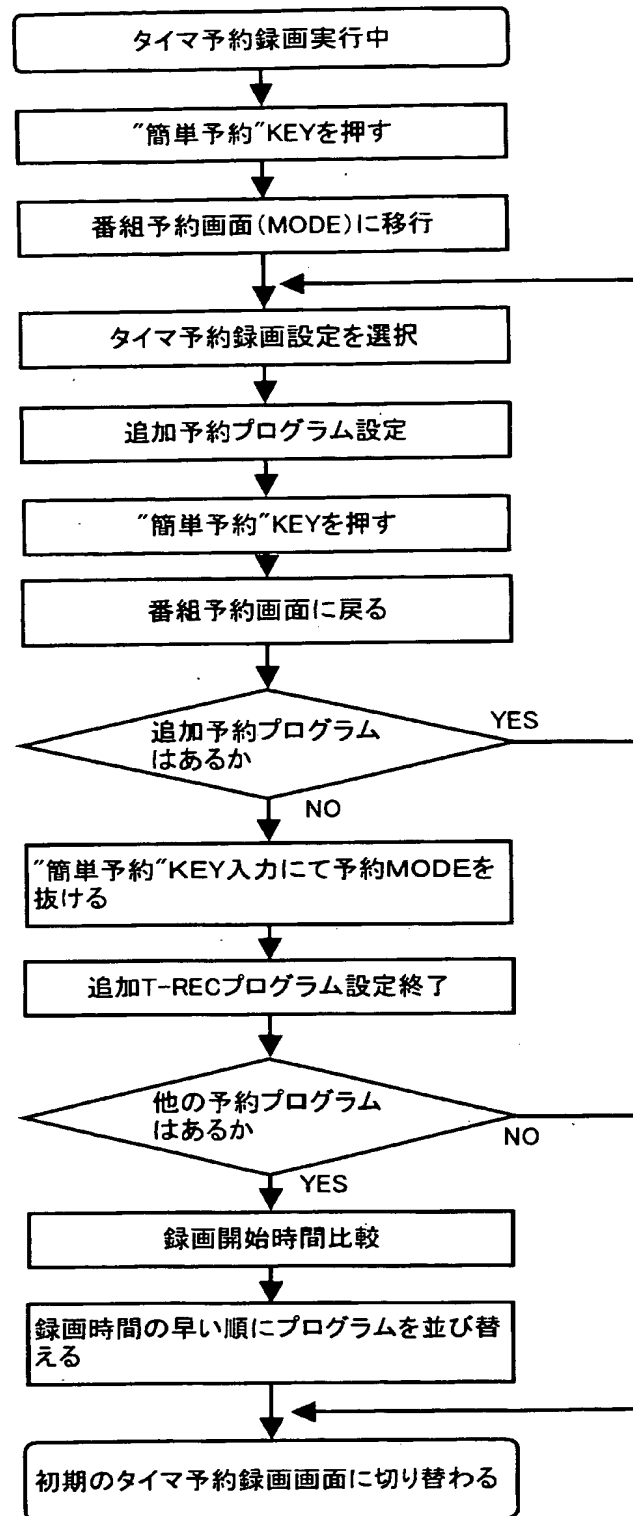 タイマ予約録画実行中
"簡単予約"KEYを押す
番組予約画面(MODE)に移行
タイマ予約録画設定を選択
追加予約プログラム設定
"簡単予約"KEYを押す
番組予約画面に戻る
追加予約プログラム
はあるか
YES
NO
"簡単予約"KEY入力にて予約MODEを
抜ける
追加T-RECプログラム設定終了
他の予約プログラム
はあるか
NO
YES
録画開始時間比較
録画時間の早い順にプログラムを並び替
える
初期のタイマ予約録画画面に切り替わる